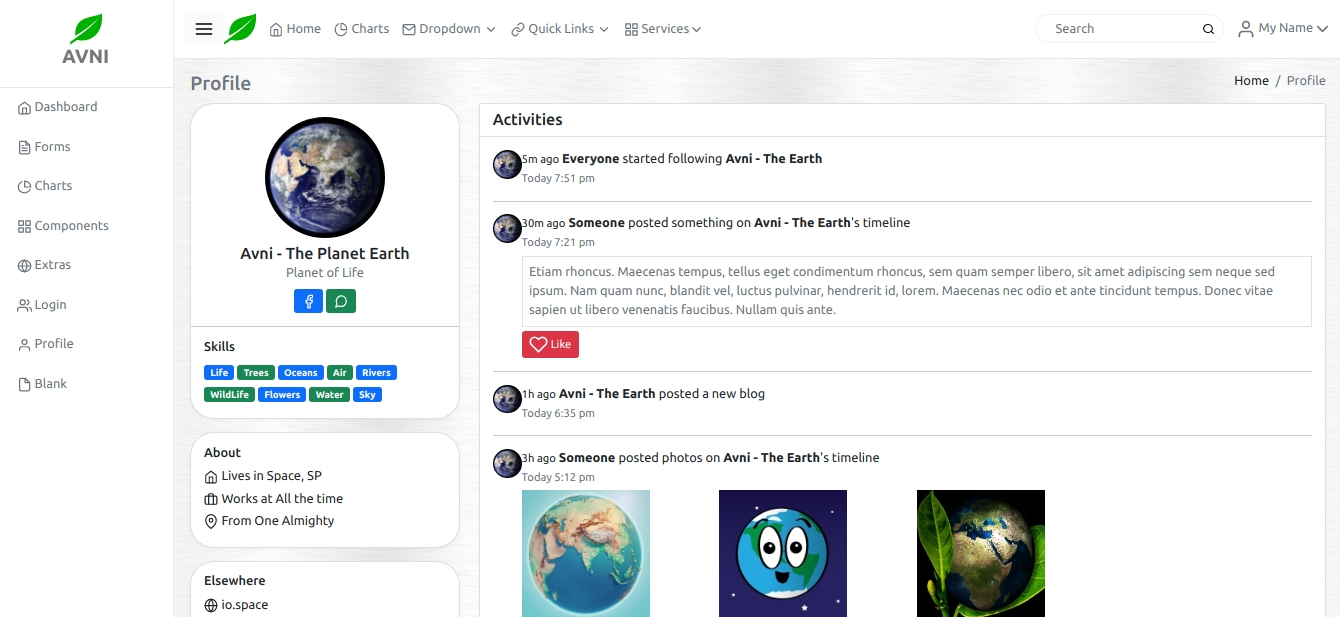 AVNI
Dashboard
Forms
Charts
Components
Extras
Login
Profile
Blank
Home Charts Dropdown Quick Links Services Search My Name
Profile
Home / Profile
Avni - The Planet Earth
Planet of Life
Skills
Life Trees Oceans Air Rivers
WildLife Flowers Water Sky
About
Lives in Space, SP
Works at All the time
From One Almighty
Elsewhere
io.space
Activities
5m ago Everyone started following Avni - The Earth
Today 7:51 pm
30m ago Someone posted something on Avni - The Earth's timeline
Today 7:21 pm
Etiam rhoncus. Maecenas tempus, tellus eget condimentum rhoncus, sem quam semper libero, sit amet adipiscing sem neque sed
ipsum. Nam quam nunc, blandit vel, luctus pulvinar, hendrerit id, lorem. Maecenas nec odio et ante tincidunt tempus. Donec vitae
sapien ut libero venenatis faucibus. Nullam quis ante.
Like
1h ago Avni - The Earth posted a new blog
Today 6:35 pm
3h ago Someone posted photos on Avni - The Earth's timeline
Today 5:12 pm